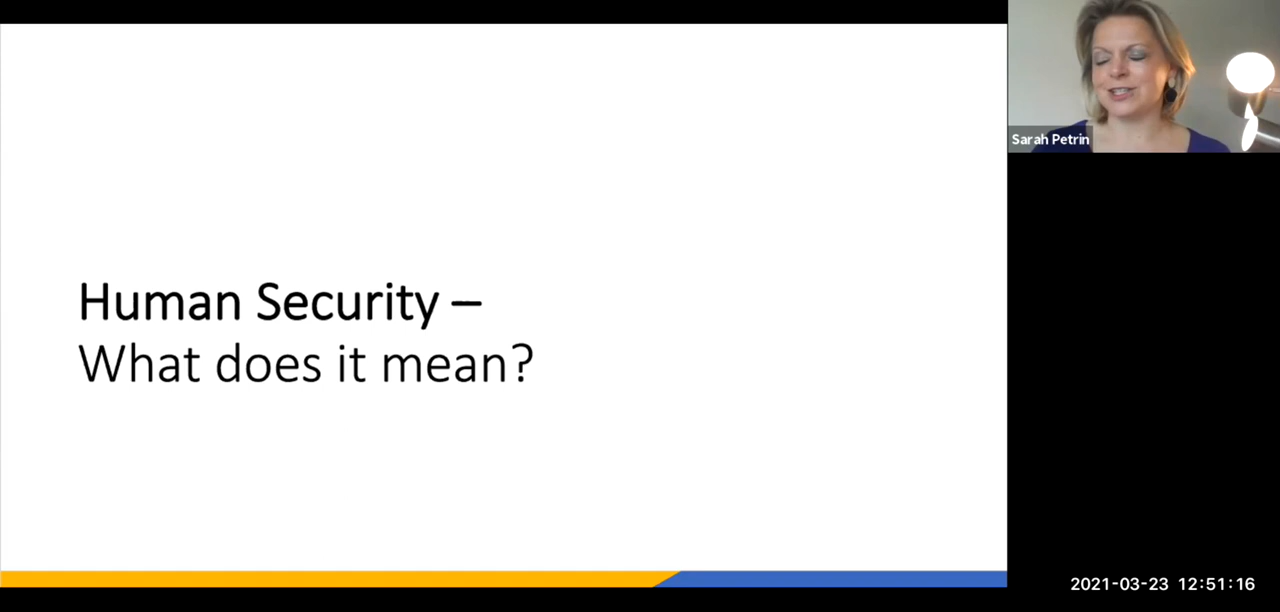 Human Security –
What does it mean?
Sarah Petrin
2021-03-23 12:51:16